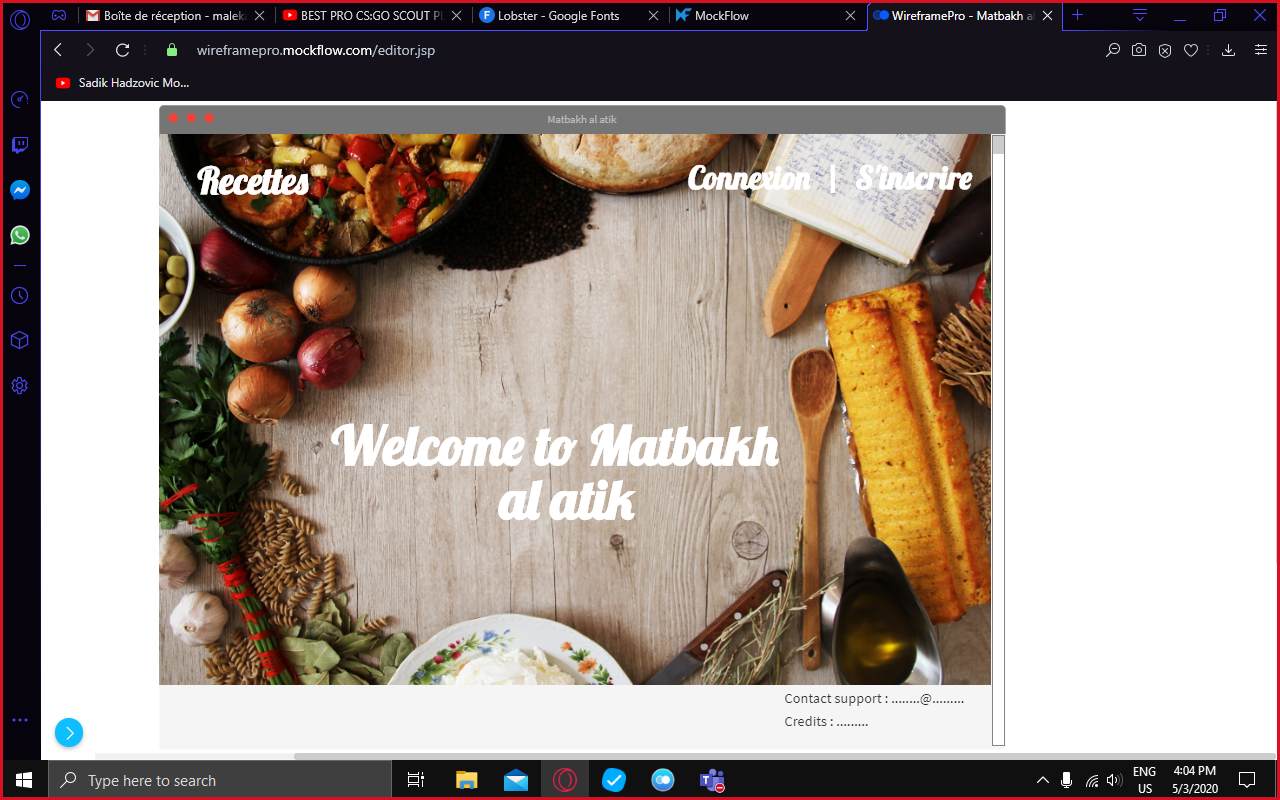 Boîte de réception - maleka
BEST PRO CS:GO SCOUT PL
Lobster - Google Fonts
MockFlow
WireframePro - Matbakh al
wireframepro.mockflow.com/editor.jsp
Sadik Hadzovic Mo...
Matbakh al atik
Recettes
Connexion | S'inscrire
Welcome to Matbakh
al atik
Contact support : ........@.........
Credits : .........
Type here to search
ENG
US
4:04 PM
5/3/2020